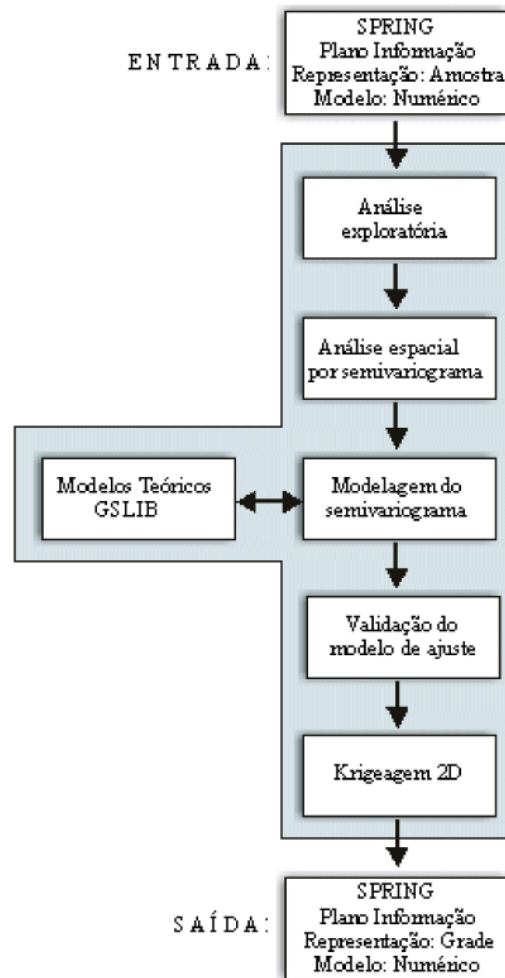 ENTRADA:
SPRING
Plano Informação
Representação: Amostra
Modelo: Numérico
Análise
exploratória
Análise espacial
por semivariograma
Modelos Teóricos
GSLIB
Modelagem do
semivariograma
Validação do
modelo de ajuste
Krigeagem 2D
SAÍDA:
SPRING
Plano Informação
Representação: Grade
Modelo: Numérico